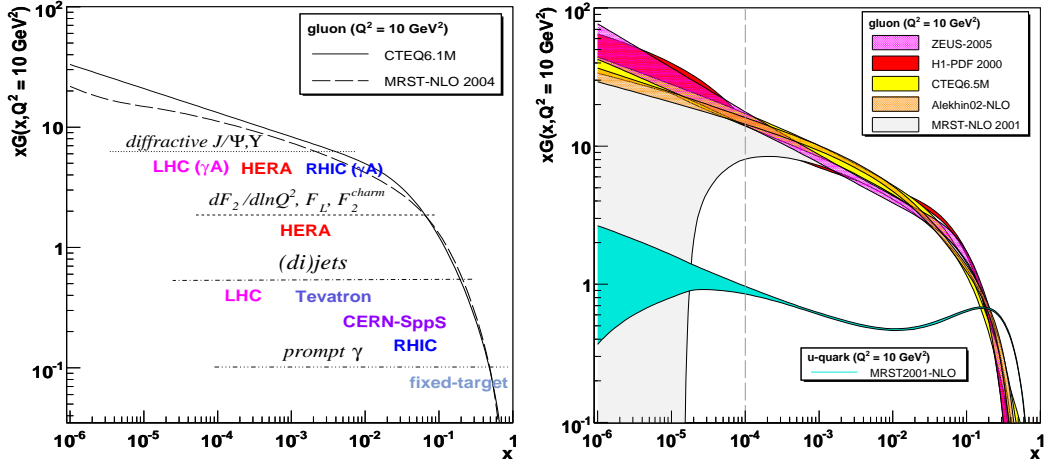 xG(x,Q² = 10 GeV²)
10²
10
1
10⁻¹
gluon (Q² = 10 GeV²)
CTEQ6.1M
MRST-NLO 2004
diffractive J/Ψ,Υ
LHC (γA) HERA RHIC (γA)
dF₂/dlnQ², F_L, F₂^charm
HERA
(di)jets
LHC Tevatron
CERN-SppS
RHIC
prompt γ
fixed-target
10⁻⁶ 10⁻⁵ 10⁻⁴ 10⁻³ 10⁻² 10⁻¹ 1
x
xG(x,Q² = 10 GeV²)
10²
10
1
10⁻¹
gluon (Q² = 10 GeV²)
ZEUS-2005
H1-PDF 2000
CTEQ6.5M
Alekhin02-NLO
MRST-NLO 2001
u-quark (Q² = 10 GeV²)
MRST2001-NLO
10⁻⁶ 10⁻⁵ 10⁻⁴ 10⁻³ 10⁻² 10⁻¹ 1
x